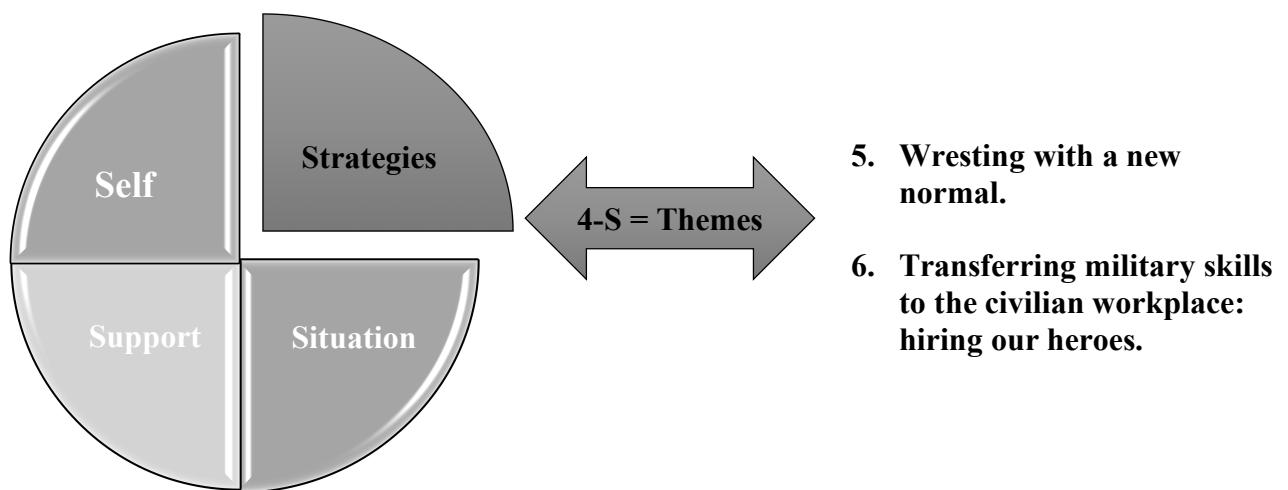 Self
Strategies
Support
Situation
4-S = Themes
5. Wresting with a new
normal.
6. Transferring military skills
to the civilian workplace:
hiring our heroes.